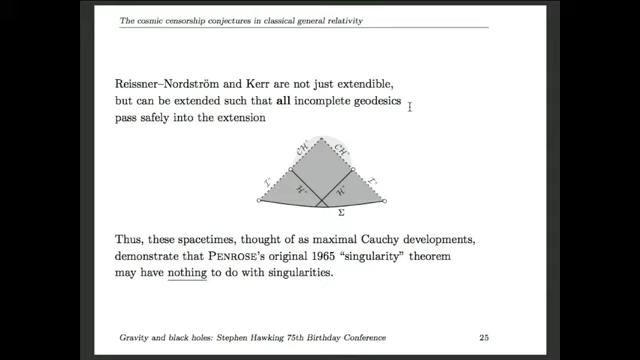 The cosmic censorship conjectures in classical general relativity
Reissner–Nordström and Kerr are not just extendible,
but can be extended such that all incomplete geodesics
pass safely into the extension
CH⁺ CH⁺
I⁺ H⁺ H⁺ I⁺
Σ
Thus, these spacetimes, thought of as maximal Cauchy developments,
demonstrate that PENROSE's original 1965 “singularity” theorem
may have nothing to do with singularities.
Gravity and black holes: Stephen Hawking 75th Birthday Conference 25